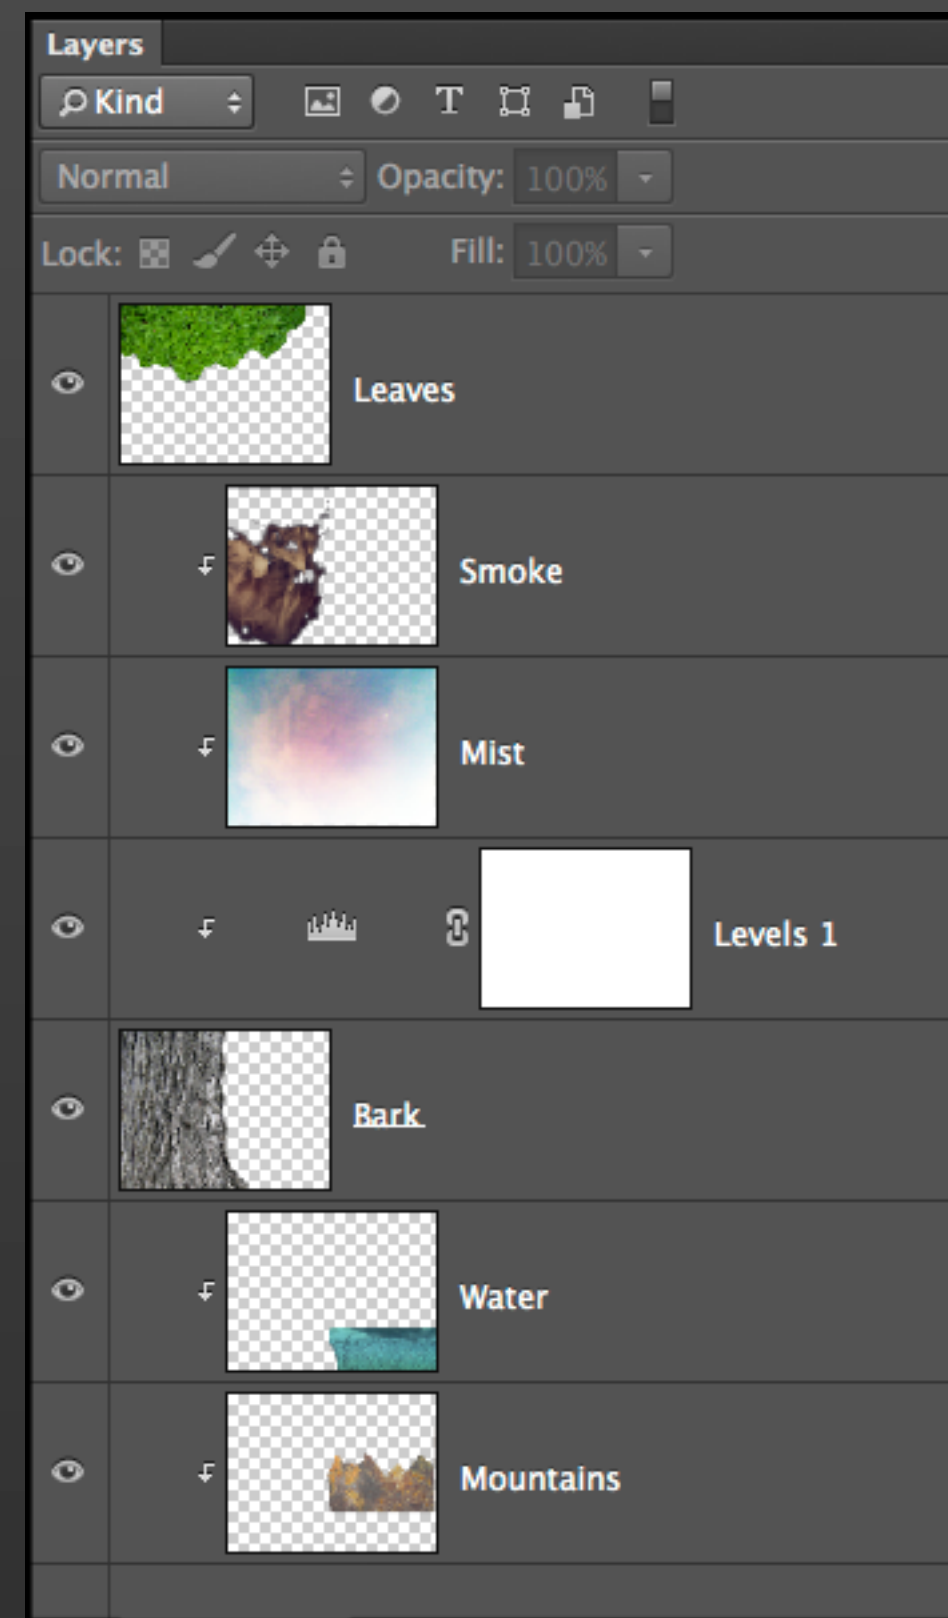 Layers
Kind T
Normal Opacity: 100%
Lock: Fill: 100%
Leaves
Smoke
Mist
Levels 1
Bark
Water
Mountains